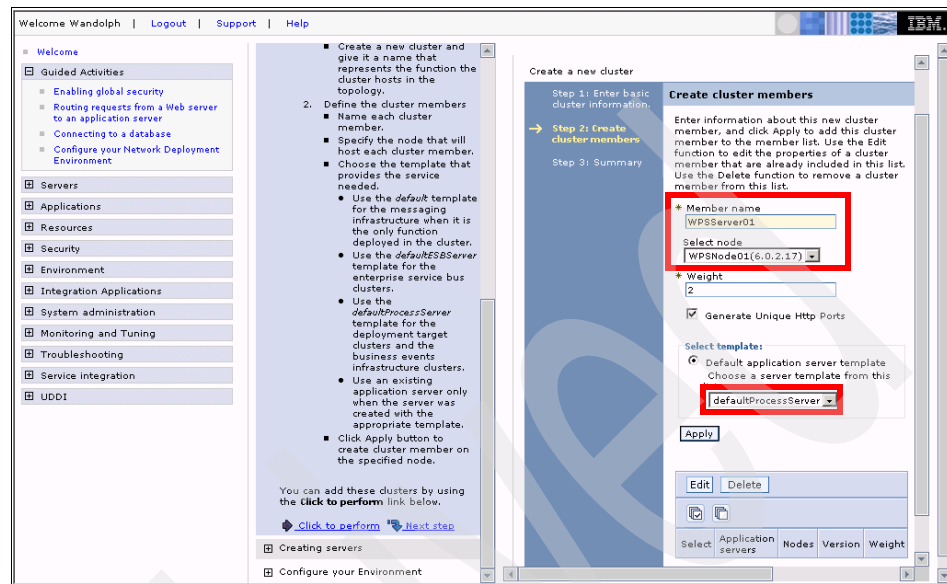 Welcome Wandolph | Logout | Support | Help
IBM.
Welcome
Guided Activities
Enabling global security
Routing requests from a Web server
to an application server
Connecting to a database
Configure your Network Deployment
Environment
Servers
Applications
Resources
Security
Environment
Integration Applications
System administration
Monitoring and Tuning
Troubleshooting
Service integration
UDDI
Create a new cluster and
give it a name that
represents the function the
cluster hosts in the
topology.
2. Define the cluster members
Name each cluster
member.
Specify the node that will
host each cluster member.
Choose the template that
provides the service
needed.
Use the default template
for the messaging
infrastructure when it is
the only function
deployed in the cluster.
Use the defaultESBServer
template for the
enterprise service bus
clusters.
Use the
defaultProcessServer
template for the
deployment target
clusters and the
business events
infrastructure clusters.
Use an existing
application server only
when the server was
created with the
appropriate template.
Click Apply button to
create cluster member on
the specified node.
You can add these clusters by using
the Click to perform link below.
Click to perform Next step
Creating servers
Configure your Environment
Create a new cluster
Step 1: Enter basic
cluster information.
Step 2: Create
cluster members
Step 3: Summary
Create cluster members
Enter information about this new cluster
member, and click Apply to add this cluster
member to the member list. Use the Edit
function to edit the properties of a cluster
member that are already included in this list.
Use the Delete function to remove a cluster
member from this list.
* Member name
WPSServer01
Select node
WPSNode01(6.0.2.17)
* Weight
2
Generate Unique Http Ports
Select template:
Default application server template
Choose a server template from this
defaultProcessServer
Apply
Edit Delete
Select Application servers Nodes Version Weight